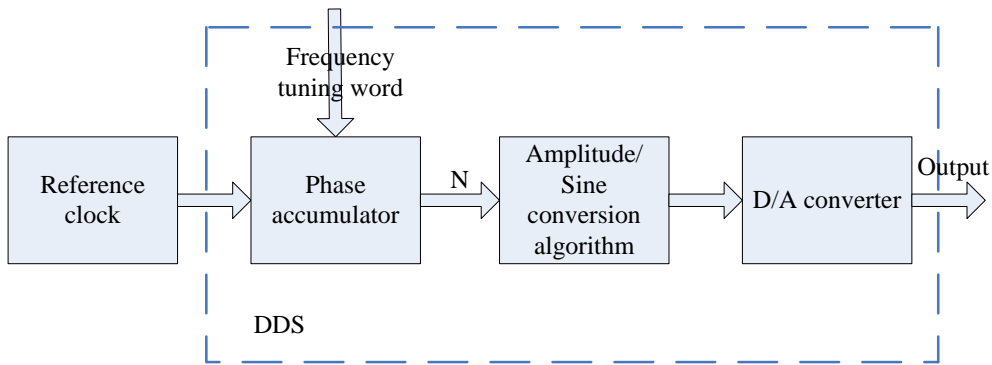 Frequency
tuning word
Reference
clock
Phase
accumulator
N
Amplitude/
Sine
conversion
algorithm
D/A converter
Output
DDS